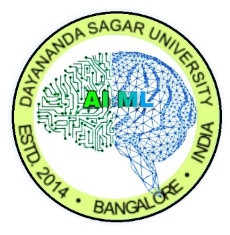 DAYANANDA SAGAR UNIVERSITY
AI ML
ESTD. 2014 • BANGALORE • INDIA